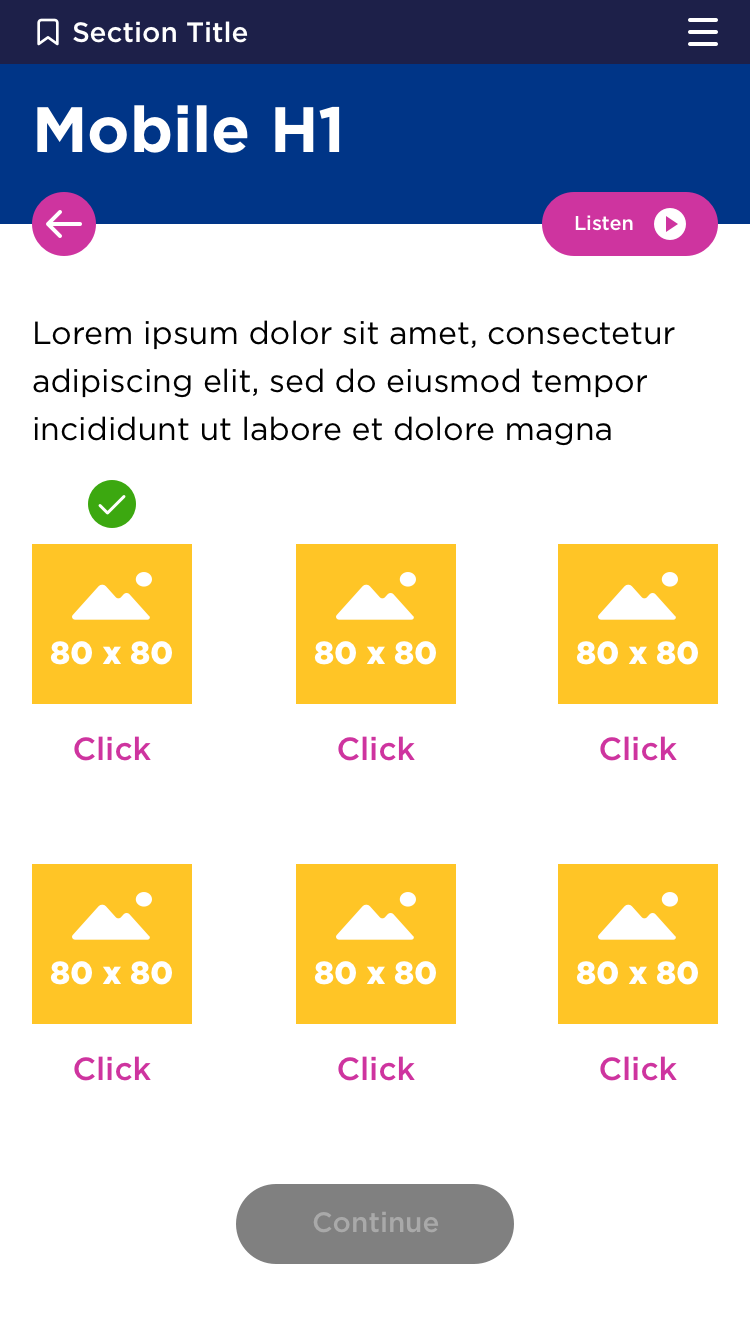 Section Title
Mobile H1
Listen
Lorem ipsum dolor sit amet, consectetur
adipiscing elit, sed do eiusmod tempor
incididunt ut labore et dolore magna
80 x 80
80 x 80
80 x 80
Click
Click
Click
80 x 80
80 x 80
80 x 80
Click
Click
Click
Continue